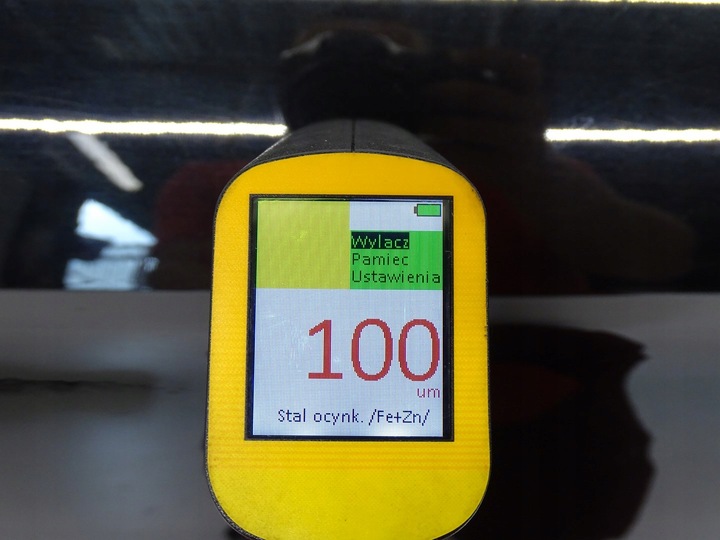 Wylacz
Pamiec
Ustawienia
100
um
Stal ocynk. /Fe+Zn/